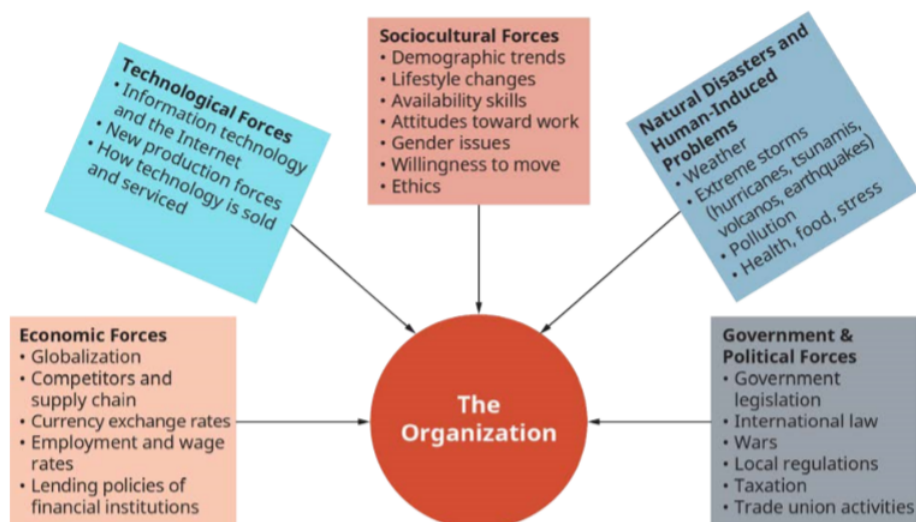 Technological Forces
• Information technology
and the Internet
• New production forces
• How technology is sold
and serviced
Sociocultural Forces
• Demographic trends
• Lifestyle changes
• Availability skills
• Attitudes toward work
• Gender issues
• Willingness to move
• Ethics
Natural Disasters and
Human-Induced
Problems
• Weather
• Extreme storms
(hurricanes, tsunamis,
volcanos, earthquakes)
• Pollution
• Health, food, stress
Economic Forces
• Globalization
• Competitors and
supply chain
• Currency exchange rates
• Employment and wage
rates
• Lending policies of
financial institutions
The
Organization
Government &
Political Forces
• Government
legislation
• International law
• Wars
• Local regulations
• Taxation
• Trade union activities